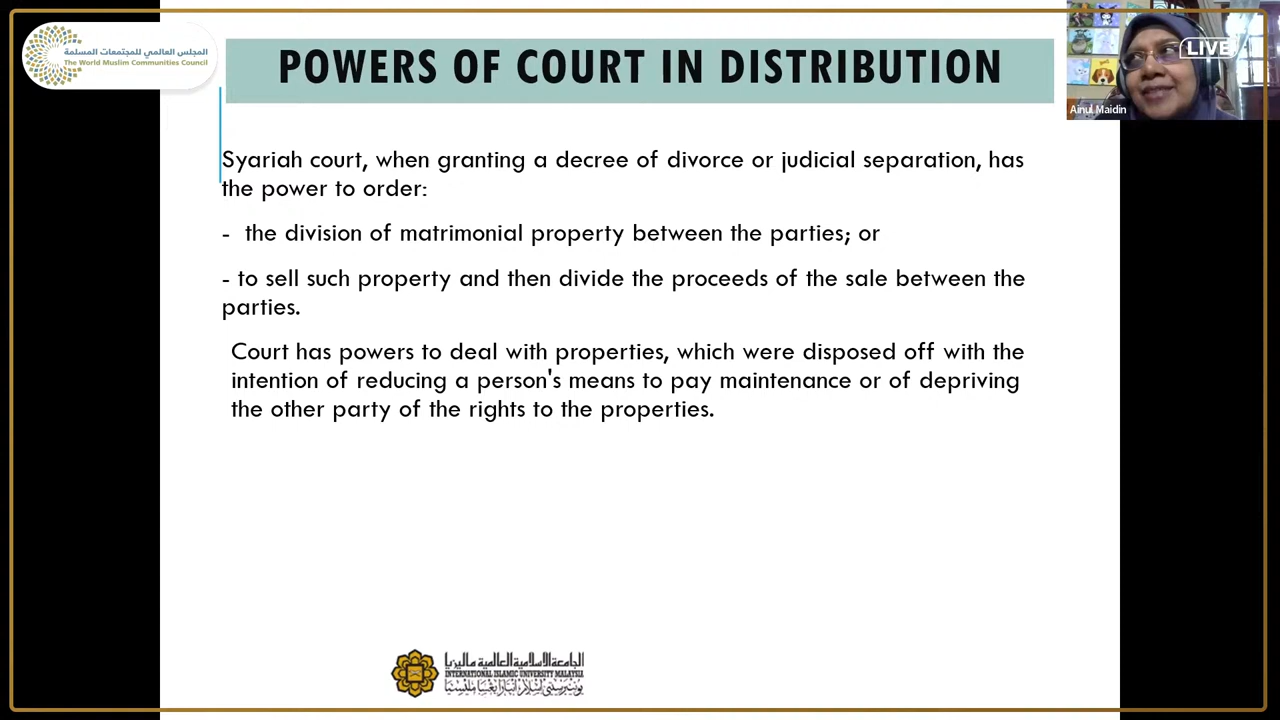 المجلس العالمي للمجتمعات المسلمة
The World Muslim Communities Council
POWERS OF COURT IN DISTRIBUTION
LIVE
Ainul Maidin
Syariah court, when granting a decree of divorce or judicial separation, has
the power to order:
- the division of matrimonial property between the parties; or
- to sell such property and then divide the proceeds of the sale between the
parties.
Court has powers to deal with properties, which were disposed off with the
intention of reducing a person's means to pay maintenance or of depriving
the other party of the rights to the properties.
الجامعة الإسلامية العالمية ماليزيا
INTERNATIONAL ISLAMIC UNIVERSITY MALAYSIA